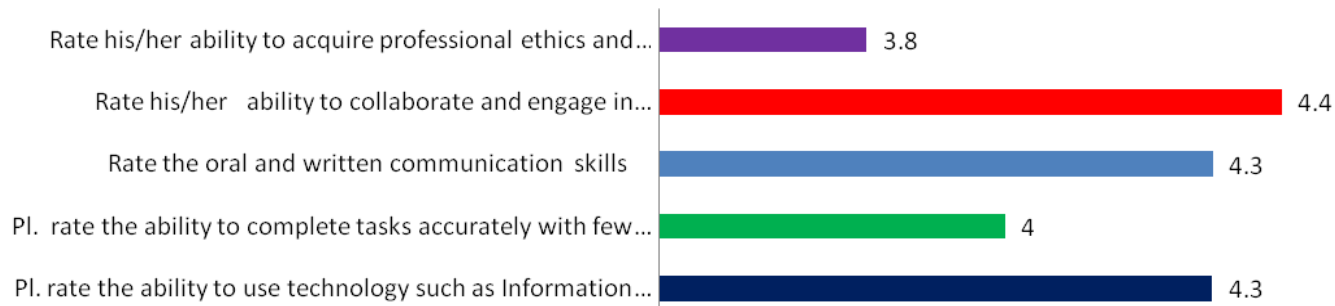 Rate his/her ability to acquire professional ethics and... 3.8
Rate his/her ability to collaborate and engage in... 4.4
Rate the oral and written communication skills 4.3
Pl. rate the ability to complete tasks accurately with few... 4
Pl. rate the ability to use technology such as Information... 4.3